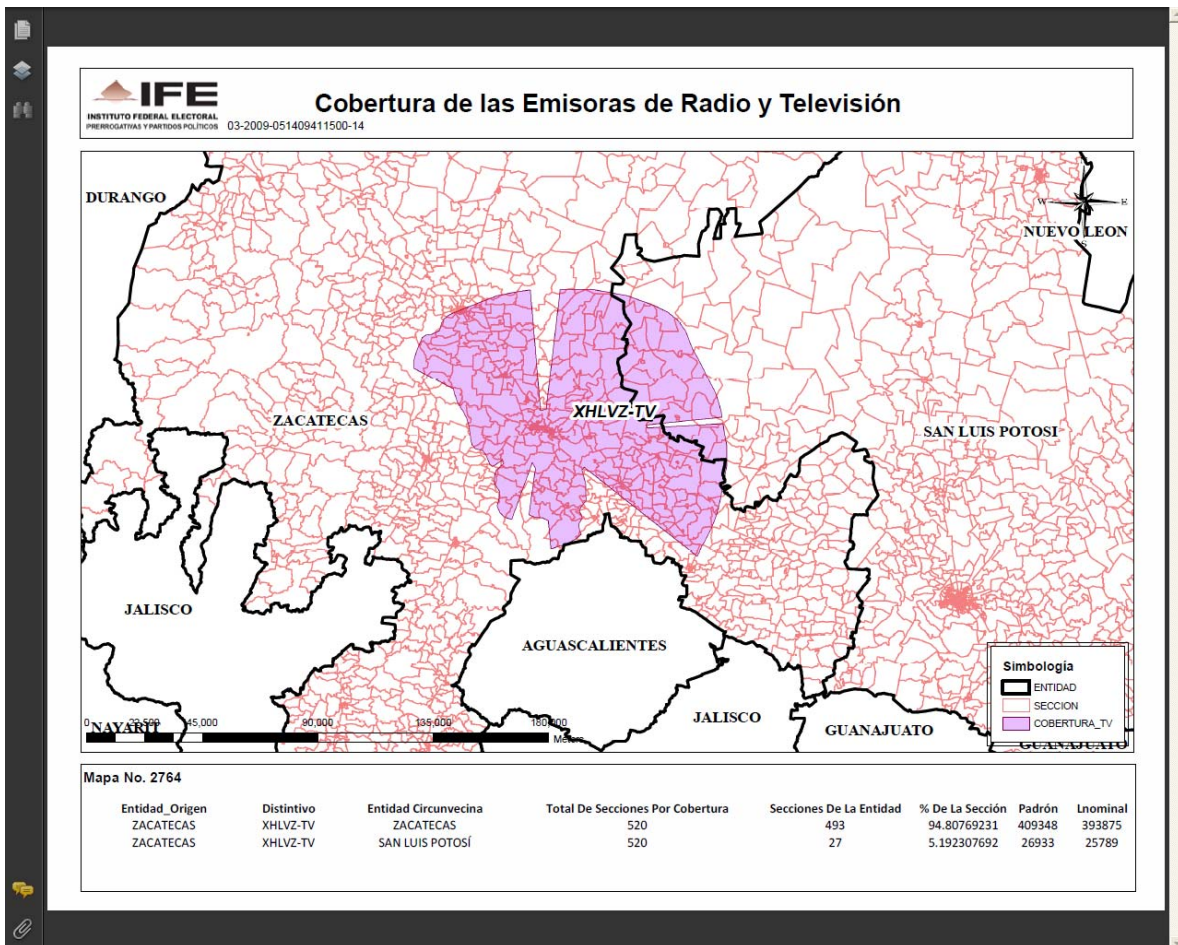 IFE
INSTITUTO FEDERAL ELECTORAL
PRERROGATIVAS Y PARTIDOS POLÍTICOS
03-2009-051409411500-14
Cobertura de las Emisoras de Radio y Televisión
DURANGO
W E
S
NUEVO LEON
XHLVZ-TV
ZACATECAS
SAN LUIS POTOSI
JALISCO
AGUASCALIENTES
JALISCO
GUANAJUATO
GUANAJUATO
NAYARIT
0 22,500 45,000 90,000 135,000 180,000
Meters
Simbología
ENTIDAD
SECCION
COBERTURA_TV
Mapa No. 2764
Entidad_Origen Distintivo Entidad Circunvecina Total De Secciones Por Cobertura Secciones De La Entidad % De La Sección Padrón Lnominal
ZACATECAS XHLVZ-TV ZACATECAS 520 493 94.80769231 409348 393875
ZACATECAS XHLVZ-TV SAN LUIS POTOSÍ 520 27 5.192307692 26933 25789